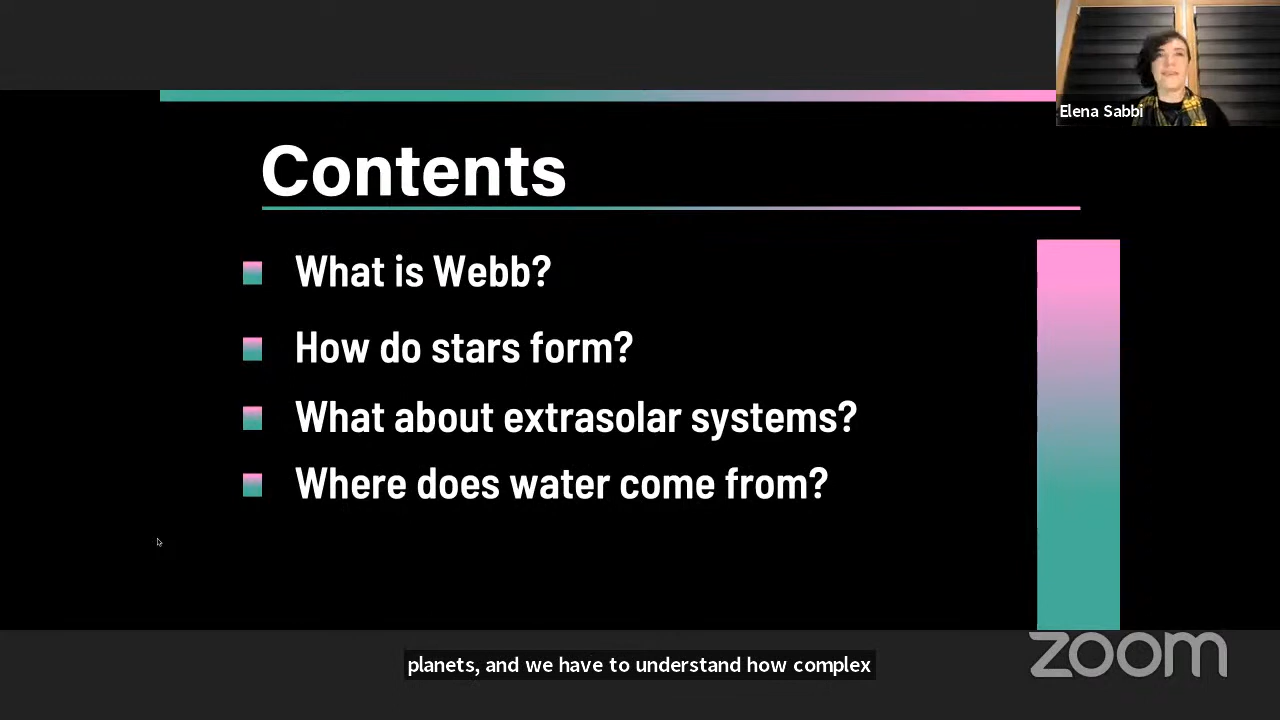 Elena Sabbi
Contents
What is Webb?
How do stars form?
What about extrasolar systems?
Where does water come from?
planets, and we have to understand how complex
zoom